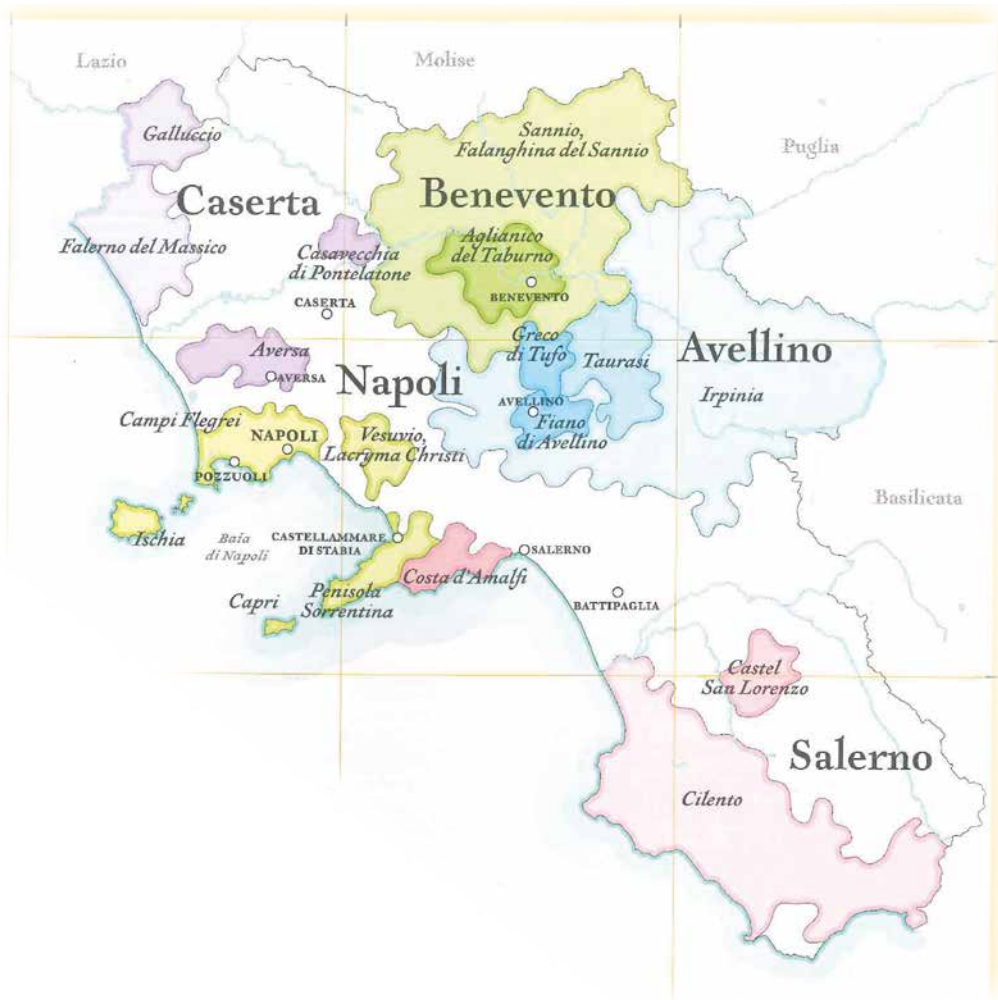 Lazio
Molise
Puglia
Galluccio
Sannio,
Falanghina del Sannio
Caserta
Benevento
Falerno del Massico
Casavecchia
di Pontelatone
Aglianico
del Taburno
CASERTA
BENEVENTO
Aversa
AVERSA
Napoli
Greco
di Tufo
Taurasi
Avellino
Irpinia
AVELLINO
Fiano
di Avellino
Campi Flegrei
NAPOLI
POZZUOLI
Vesuvio,
Lacryma Christi
Basilicata
Ischia
Baía
di Napoli
CASTELLAMMARE
DI STABIA
SALERNO
Costa d'Amalfi
Capri
Penisola
Sorrentina
BATTIPAGLIA
Castel
San Lorenzo
Salerno
Cilento